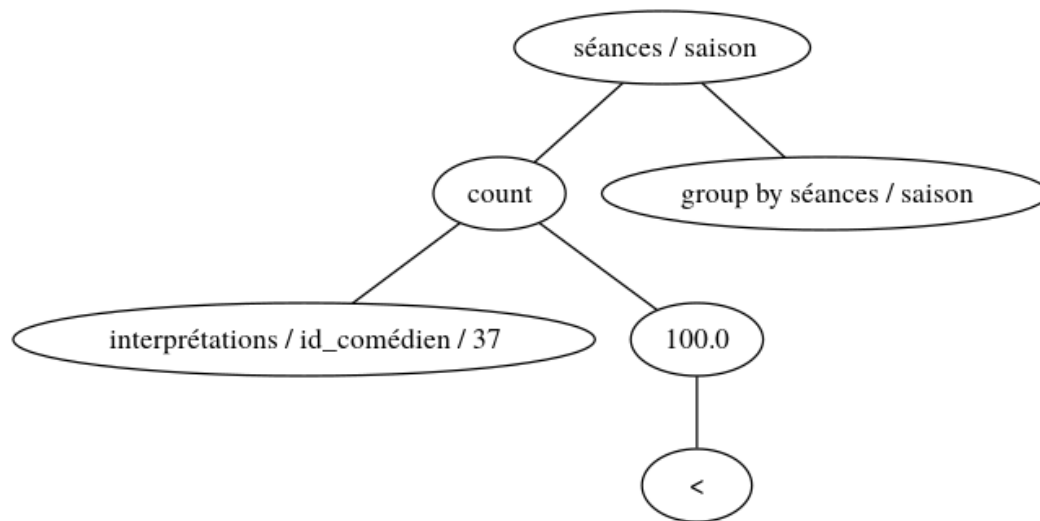 séances / saison
count
group by séances / saison
interprétations / id_comédien / 37
100.0
<